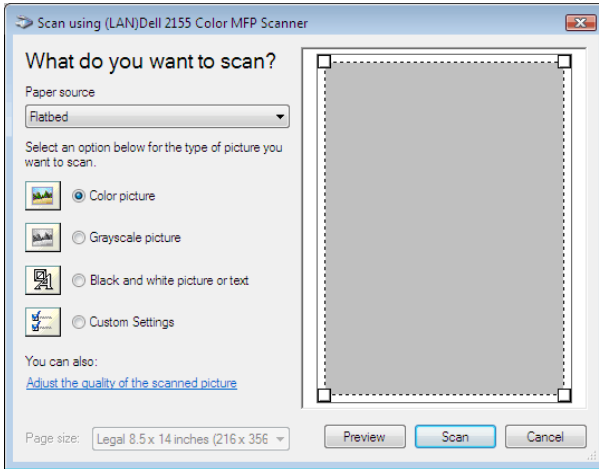 Scan using (LAN)Dell 2155 Color MFP Scanner
What do you want to scan?
Paper source
Flatbed
Select an option below for the type of picture you
want to scan.
Color picture
Grayscale picture
Black and white picture or text
Custom Settings
You can also:
Adjust the quality of the scanned picture
Page size: Legal 8.5 x 14 inches (216 x 356
Preview Scan Cancel